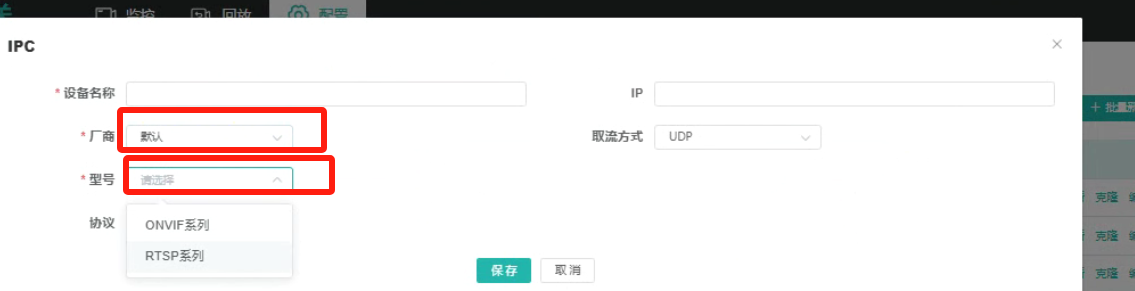 监控 回放 配置
IPC
* 设备名称 IP
+ 批量
* 厂商 默认 取流方式 UDP
* 型号 请选择
克隆
协议 ONVIF系列
克隆
RTSP系列
保存 取消
克隆